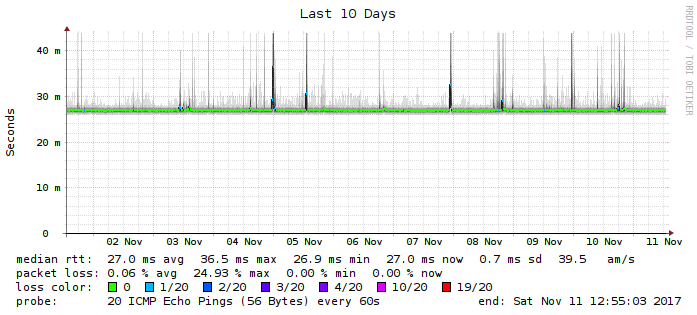 Last 10 Days
RRDTOOL / TOBI OETIKER
Seconds
40 m
30 m
20 m
10 m
0
02 Nov 03 Nov 04 Nov 05 Nov 06 Nov 07 Nov 08 Nov 09 Nov 10 Nov 11 Nov
median rtt: 27.0 ms avg 36.5 ms max 26.9 ms min 27.0 ms now 0.7 ms sd 39.5 am/s
packet loss: 0.06 % avg 24.93 % max 0.00 % min 0.00 % now
loss color: 0 1/20 2/20 3/20 4/20 10/20 19/20
probe: 20 ICMP Echo Pings (56 Bytes) every 60s end: Sat Nov 11 12:55:03 2017